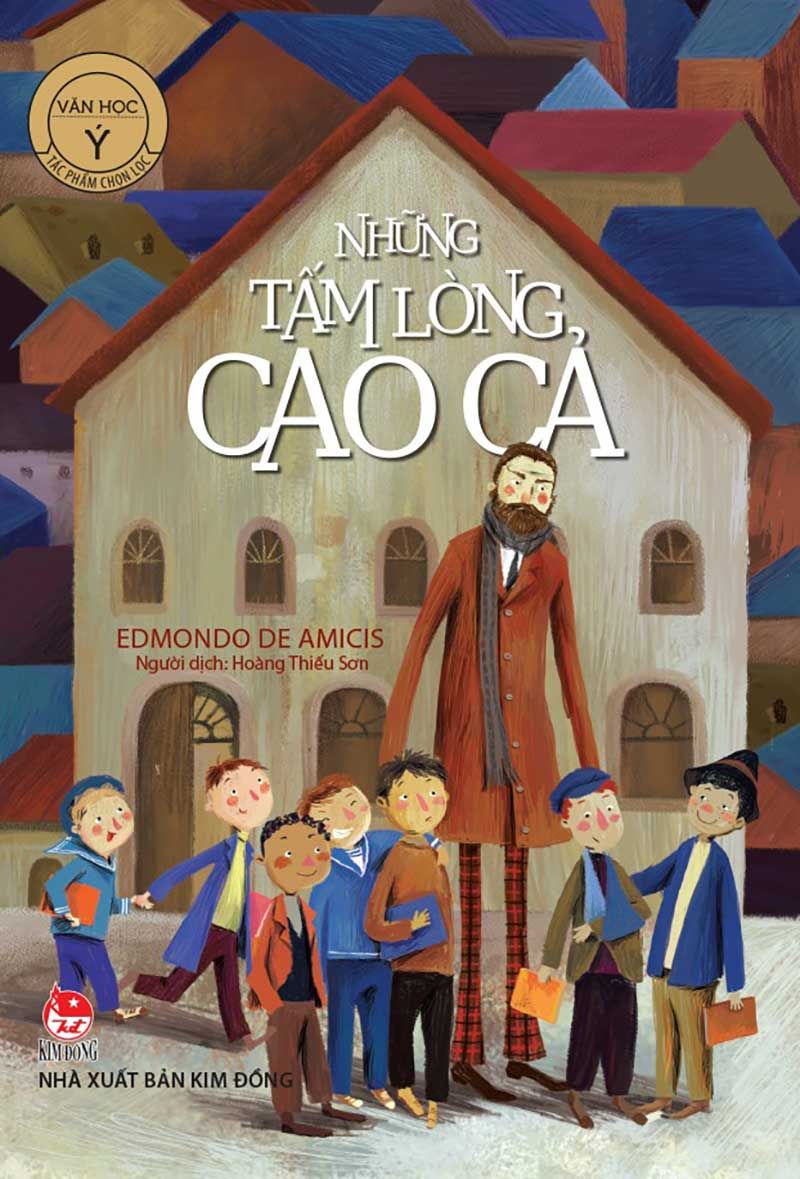 VĂN HỌC
Ý
TÁC PHẨM CHỌN LỌC
NHỮNG
TẤM LÒNG
CAO CẢ
EDMONDO DE AMICIS
Người dịch: Hoàng Thiếu Sơn
KIM ĐỒNG
NHÀ XUẤT BẢN KIM ĐỒNG